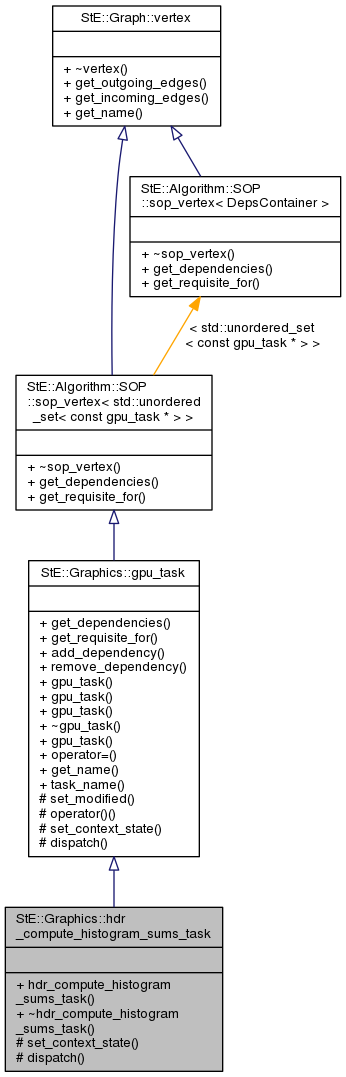 StE::Graph::vertex
+ ~vertex()
+ get_outgoing_edges()
+ get_incoming_edges()
+ get_name()
StE::Algorithm::SOP
::sop_vertex< DepsContainer >
+ ~sop_vertex()
+ get_dependencies()
+ get_requisite_for()
< std::unordered_set
< const gpu_task * > >
StE::Algorithm::SOP
::sop_vertex< std::unordered
_set< const gpu_task * > >
+ ~sop_vertex()
+ get_dependencies()
+ get_requisite_for()
StE::Graphics::gpu_task
+ get_dependencies()
+ get_requisite_for()
+ add_dependency()
+ remove_dependency()
+ gpu_task()
+ gpu_task()
+ gpu_task()
+ ~gpu_task()
+ gpu_task()
+ operator=()
+ get_name()
+ task_name()
# set_modified()
# operator()()
# set_context_state()
# dispatch()
StE::Graphics::hdr
_compute_histogram_sums_task
+ hdr_compute_histogram
_sums_task()
+ ~hdr_compute_histogram
_sums_task()
# set_context_state()
# dispatch()